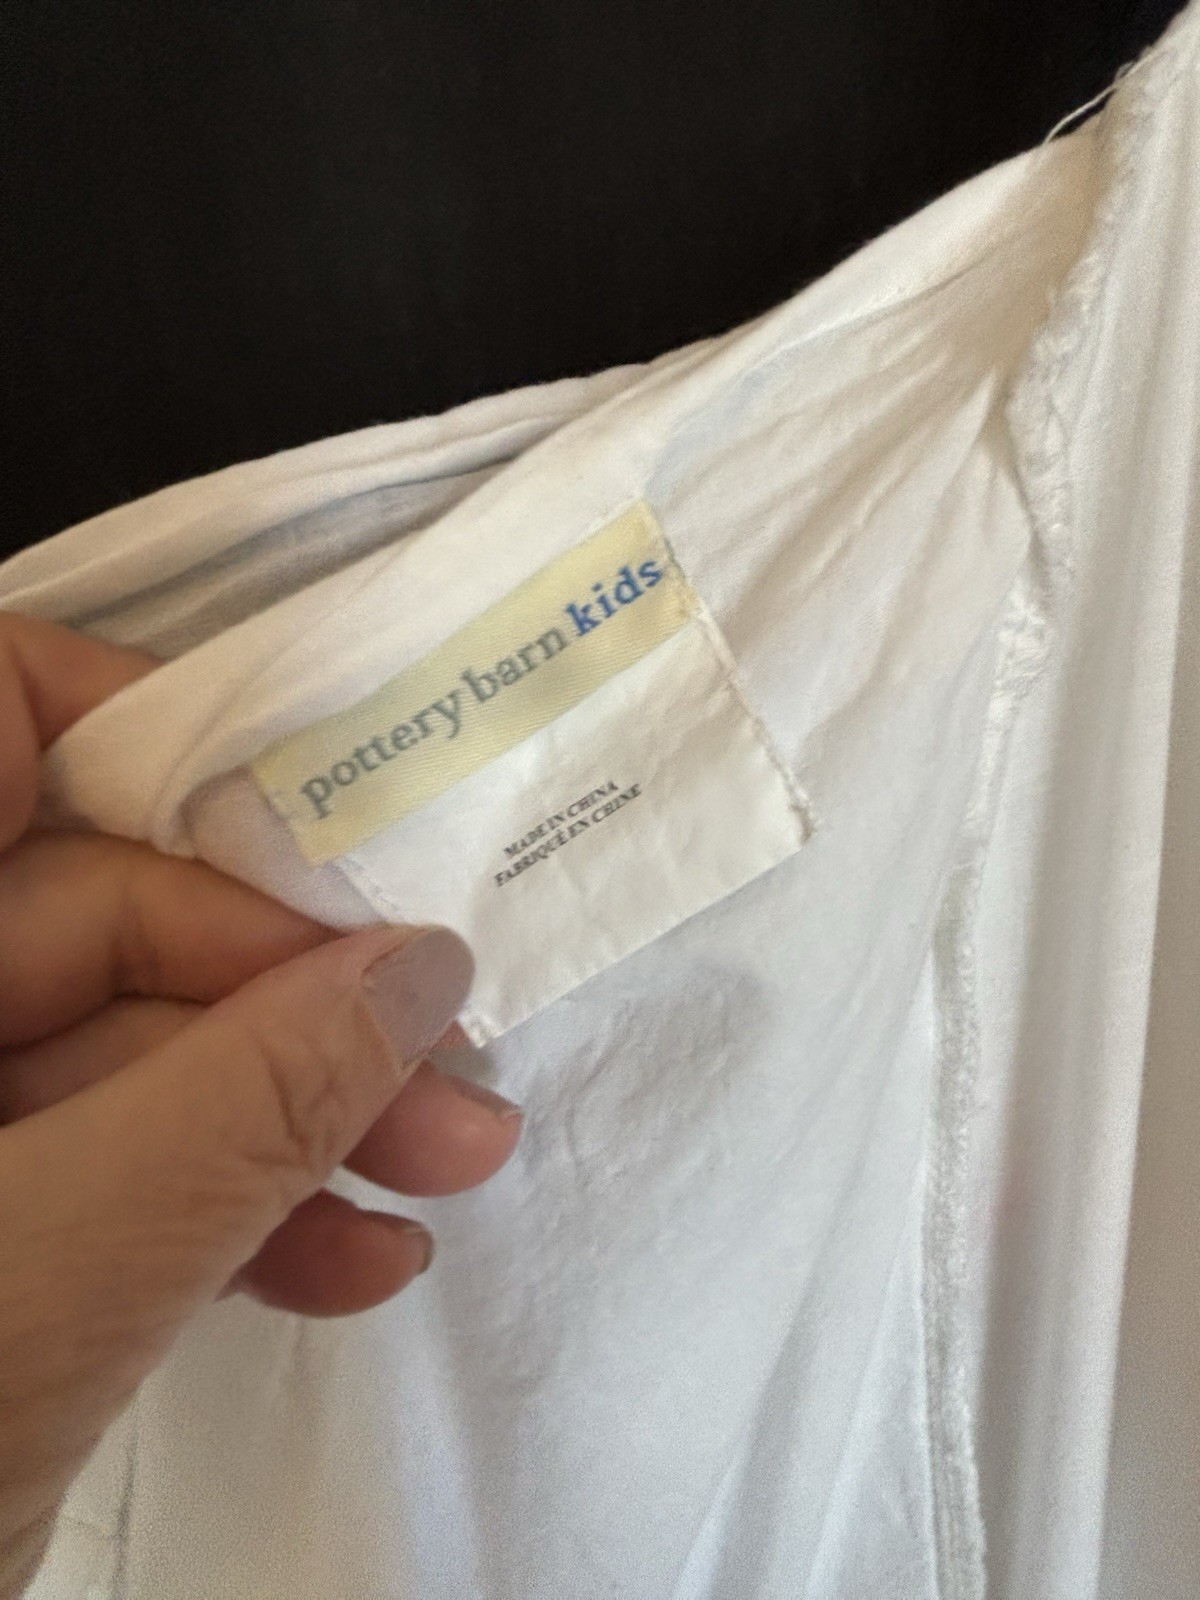 pottery barn kids
MADE IN CHINA
FABRIQUÉ EN CHINE